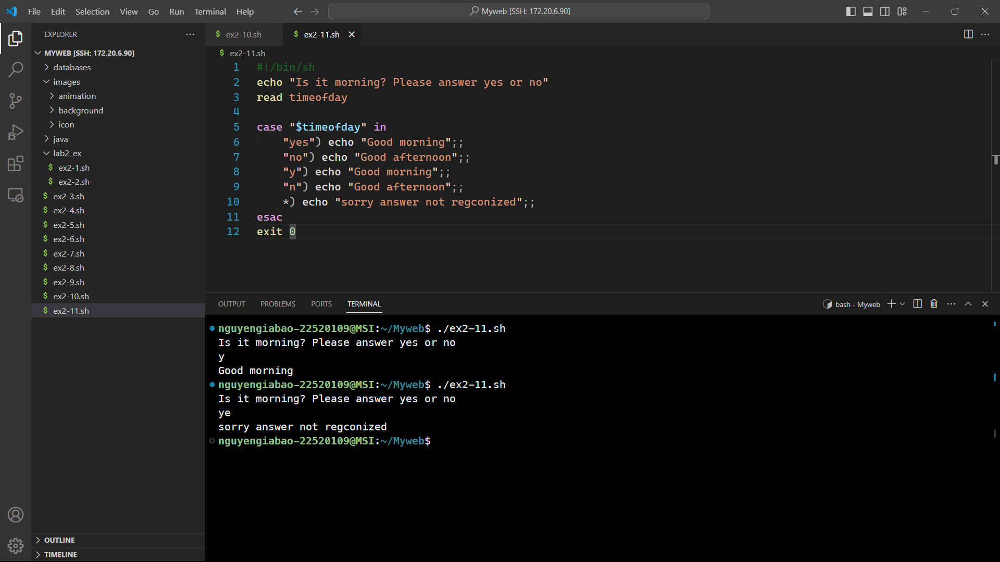 File Edit Selection View Go Run Terminal Help
Myweb [SSH: 172.20.6.90]
EXPLORER
MYWEB [SSH: 172.20.6.90]
databases
images
animation
background
icon
java
lab2_ex
$ ex2-1.sh
$ ex2-2.sh
$ ex2-3.sh
$ ex2-4.sh
$ ex2-5.sh
$ ex2-6.sh
$ ex2-7.sh
$ ex2-8.sh
$ ex2-9.sh
$ ex2-10.sh
$ ex2-11.sh
OUTLINE
TIMELINE
$ ex2-10.sh $ ex2-11.sh
$ ex2-11.sh
1 #!/bin/sh
2 echo "Is it morning? Please answer yes or no"
3 read timeofday
4
5 case "$timeofday" in
6 "yes") echo "Good morning";;
7 "no") echo "Good afternoon";;
8 "y") echo "Good morning";;
9 "n") echo "Good afternoon";;
10 *) echo "sorry answer not regconized";;
11 esac
12 exit 0
OUTPUT PROBLEMS PORTS TERMINAL
bash - Myweb
nguyengiabao-22520109@MSI:~/Myweb$ ./ex2-11.sh
Is it morning? Please answer yes or no
y
Good morning
nguyengiabao-22520109@MSI:~/Myweb$ ./ex2-11.sh
Is it morning? Please answer yes or no
ye
sorry answer not regconized
nguyengiabao-22520109@MSI:~/Myweb$